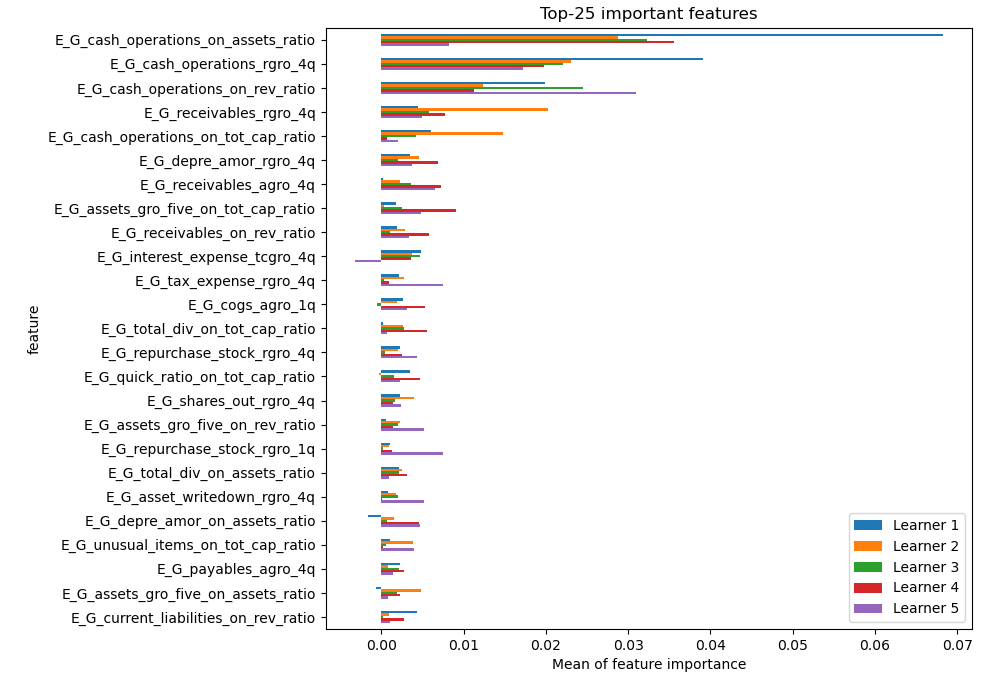 Top-25 important features
E_G_cash_operations_on_assets_ratio
E_G_cash_operations_rgro_4q
E_G_cash_operations_on_rev_ratio
E_G_receivables_rgro_4q
E_G_cash_operations_on_tot_cap_ratio
E_G_depre_amor_rgro_4q
E_G_receivables_agro_4q
E_G_assets_gro_five_on_tot_cap_ratio
E_G_receivables_on_rev_ratio
E_G_interest_expense_tcgro_4q
E_G_tax_expense_rgro_4q
E_G_cogs_agro_1q
E_G_total_div_on_tot_cap_ratio
E_G_repurchase_stock_rgro_4q
E_G_quick_ratio_on_tot_cap_ratio
E_G_shares_out_rgro_4q
E_G_assets_gro_five_on_rev_ratio
E_G_repurchase_stock_rgro_1q
E_G_total_div_on_assets_ratio
E_G_asset_writedown_rgro_4q
E_G_depre_amor_on_assets_ratio
E_G_unusual_items_on_tot_cap_ratio
E_G_payables_agro_4q
E_G_assets_gro_five_on_assets_ratio
E_G_current_liabilities_on_rev_ratio
feature
Learner 1
Learner 2
Learner 3
Learner 4
Learner 5
0.00 0.01 0.02 0.03 0.04 0.05 0.06 0.07
Mean of feature importance